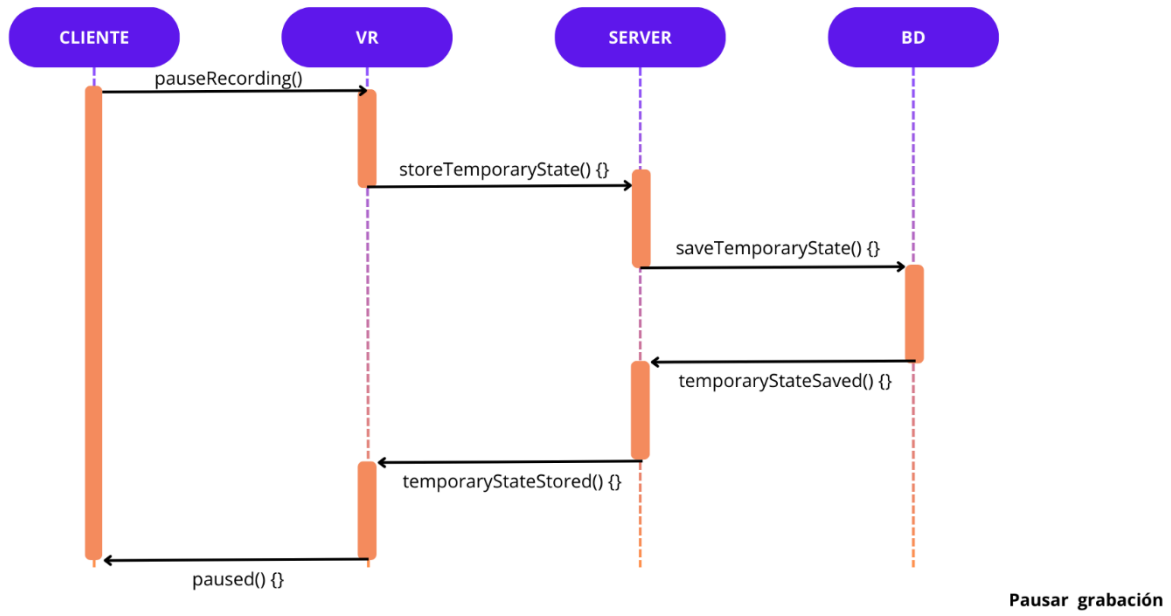 CLIENTE
VR
SERVER
BD
pauseRecording()
storeTemporaryState() {}
saveTemporaryState() {}
temporaryStateSaved() {}
temporaryStateStored() {}
paused() {}
Pausar grabación